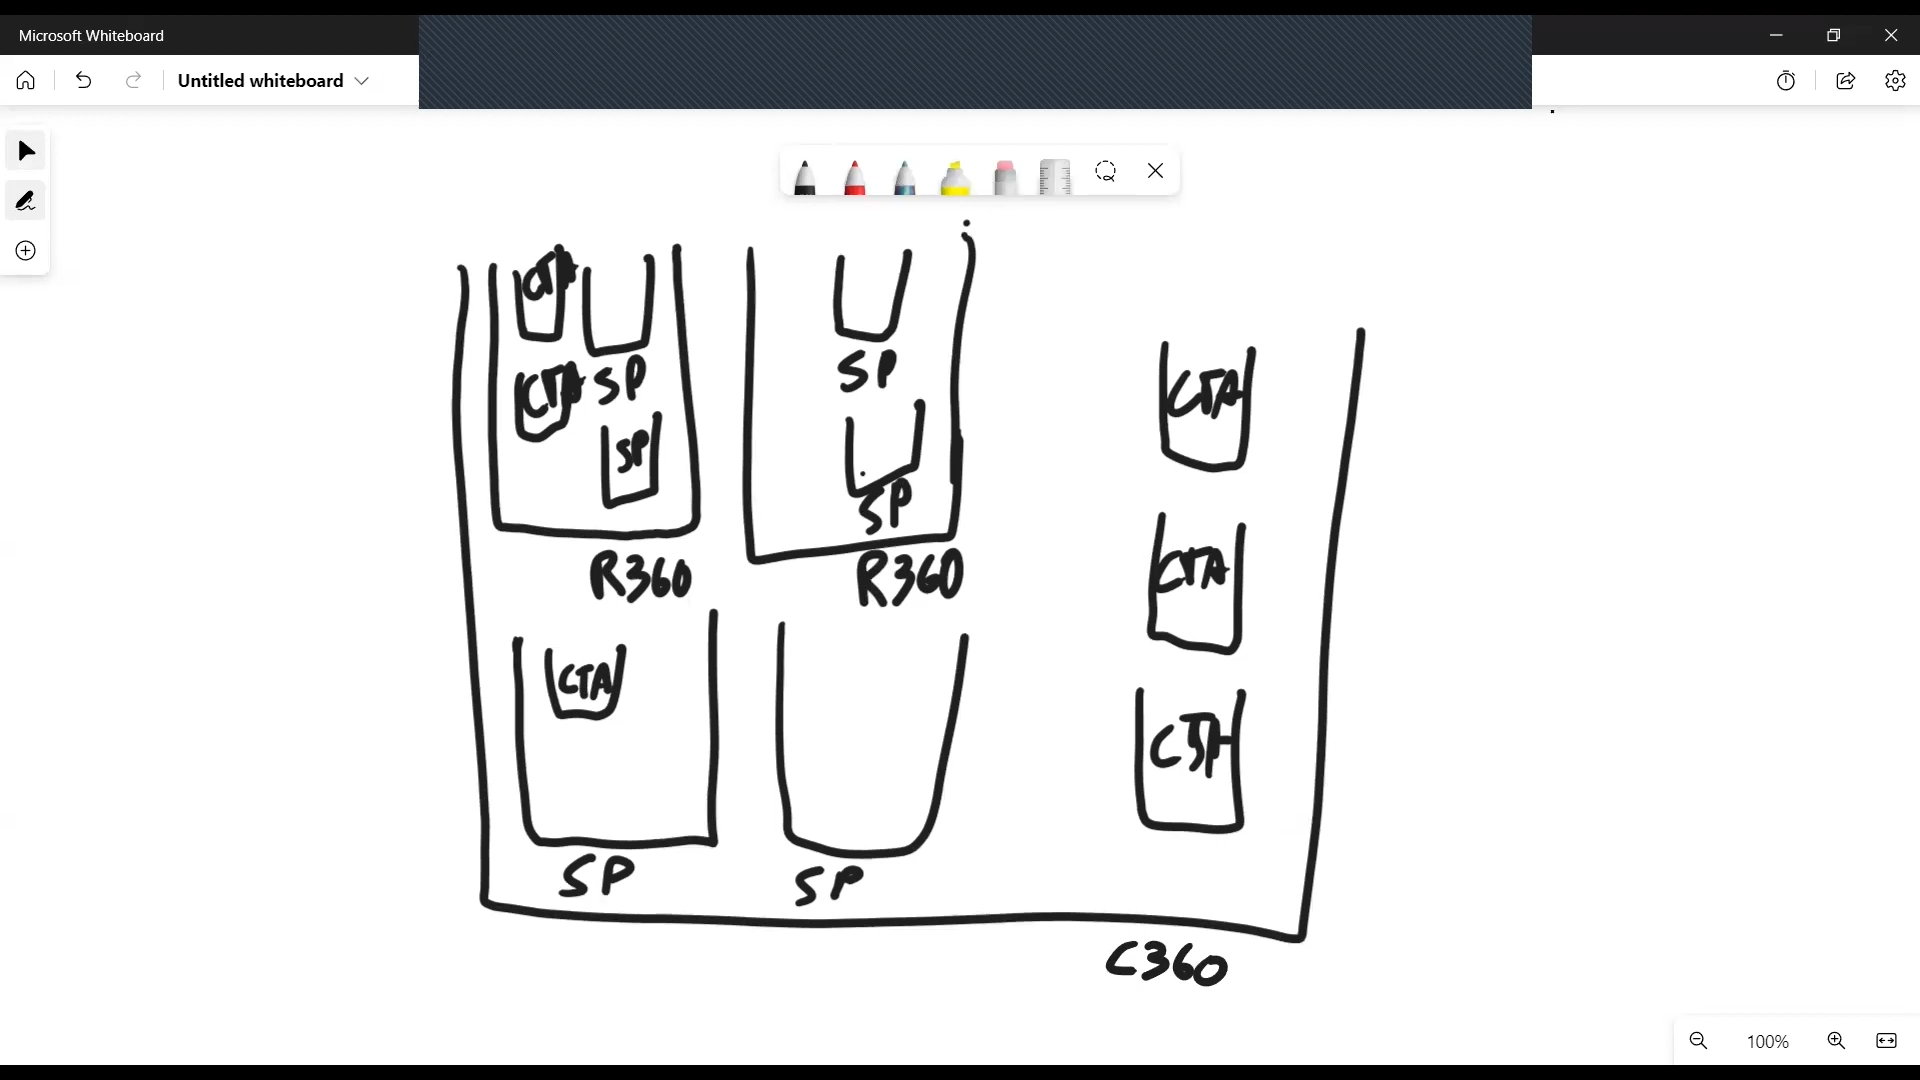 Microsoft Whiteboard
Untitled whiteboard
CTA
CTA SP
SP
R360
SP
SP
R360
CTA
SP
SP
CTA
CTA
C360
100%